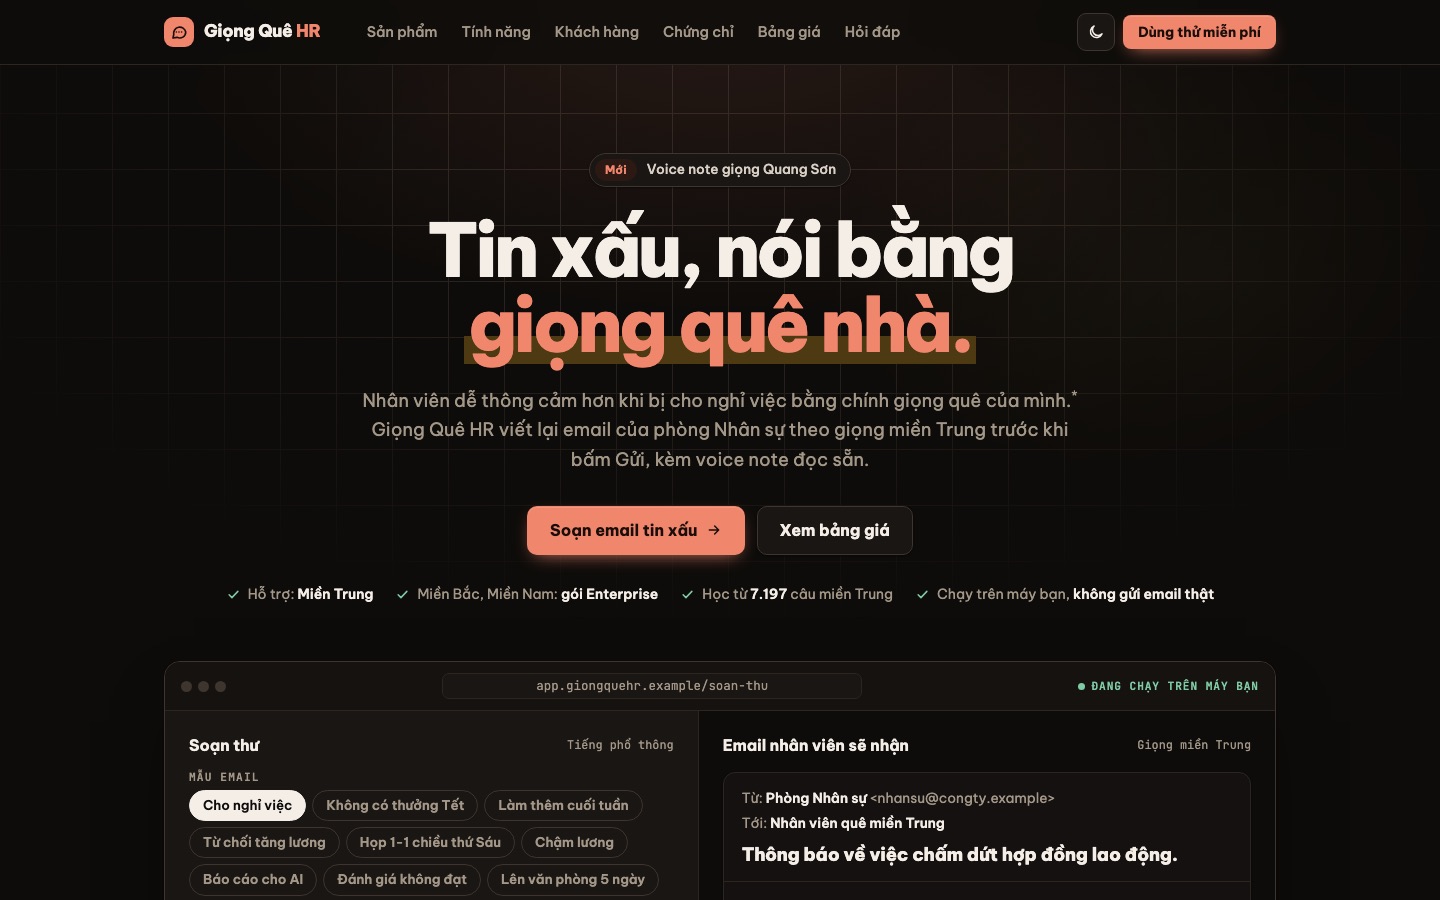 Giọng Quê HR
Sản phẩm
Tính năng
Khách hàng
Chứng chỉ
Bảng giá
Hỏi đáp
Dùng thử miễn phí
Mới Voice note giọng Quang Sơn
Tin xấu, nói bằng
giọng quê nhà.
Nhân viên dễ thông cảm hơn khi bị cho nghỉ việc bằng chính giọng quê của mình.*
Giọng Quê HR viết lại email của phòng Nhân sự theo giọng miền Trung trước khi
bấm Gửi, kèm voice note đọc sẵn.
Soạn email tin xấu →
Xem bảng giá
Hỗ trợ: Miền Trung
Miền Bắc, Miền Nam: gói Enterprise
Học từ 7.197 câu miền Trung
Chạy trên máy bạn, không gửi email thật
app.giongquehr.example/soan-thu
ĐANG CHẠY TRÊN MÁY BẠN
Soạn thư
Tiếng phổ thông
MẪU EMAIL
Cho nghỉ việc
Không có thưởng Tết
Làm thêm cuối tuần
Từ chối tăng lương
Họp 1-1 chiều thứ Sáu
Chậm lương
Báo cáo cho AI
Đánh giá không đạt
Lên văn phòng 5 ngày
Email nhân viên sẽ nhận
Giọng miền Trung
Từ: Phòng Nhân sự <nhansu@congty.example>
Tới: Nhân viên quê miền Trung
Thông báo về việc chấm dứt hợp đồng lao động.